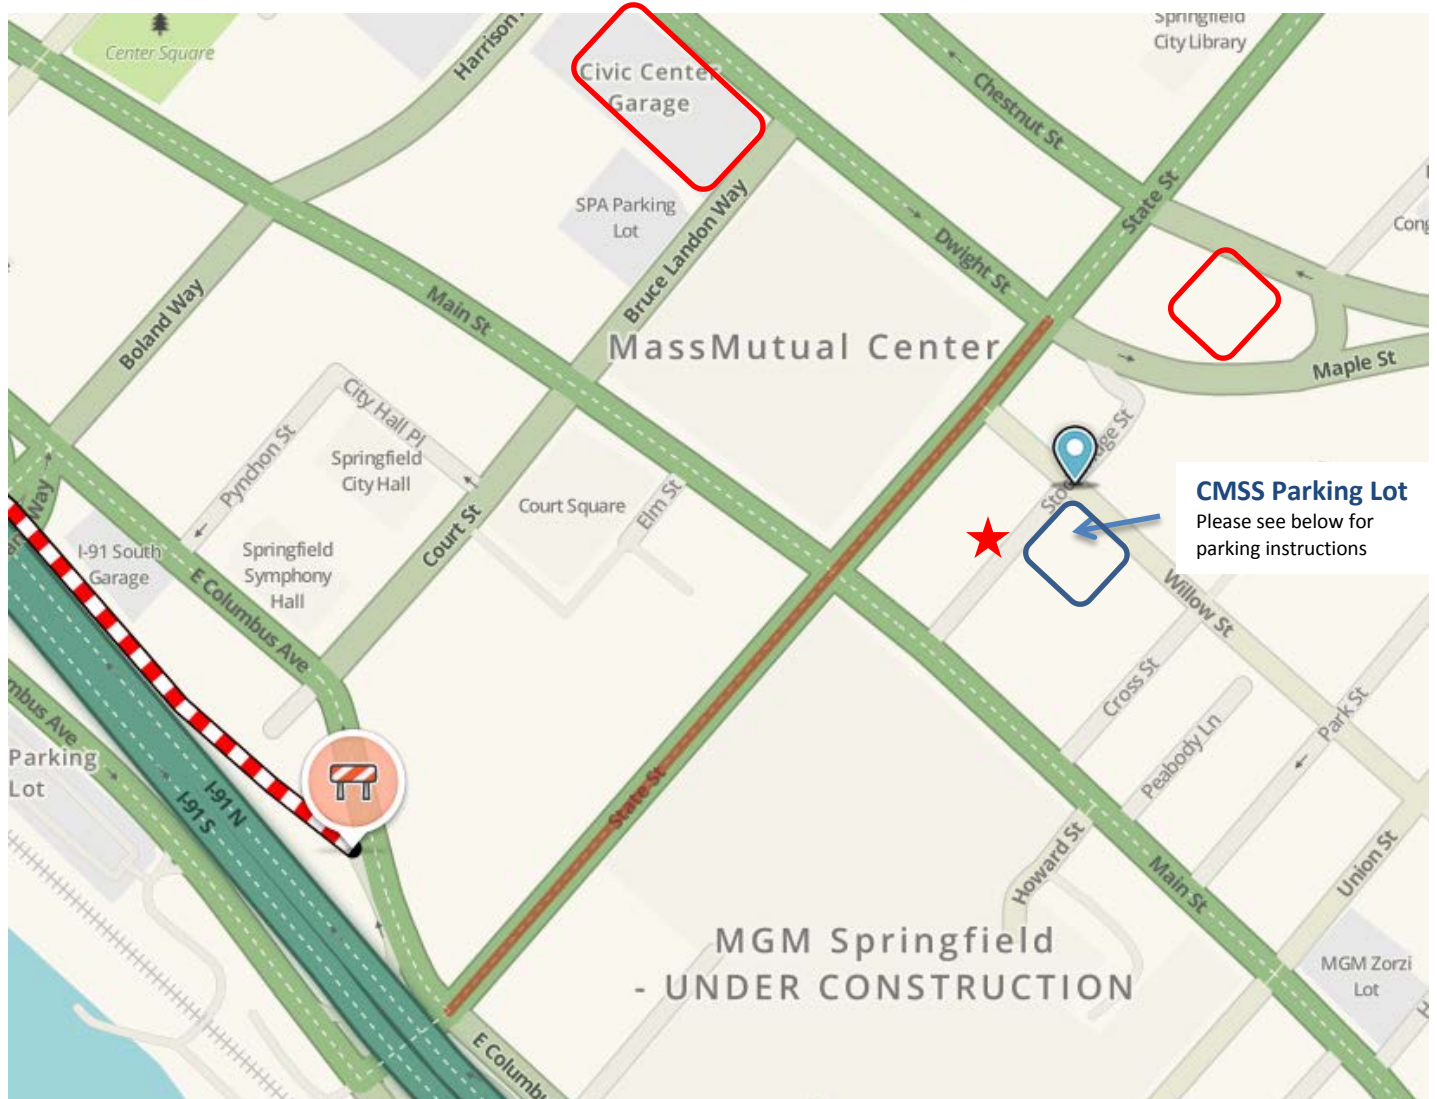 Center Square
Harrison
Civic Center
Garage
Springfield
City Library
Chestnut St
State St
SPA Parking
Lot
Bruce Landon Way
Dwight St
Boland Way
Main St
MassMutual Center
Maple St
City Hall Pl
Pynchon St
Springfield
City Hall
Court Square
Elm St
Court St
CMSS Parking Lot
Please see below for
parking instructions
Way
I-91 South
Garage
Springfield
Symphony
Hall
E Columbus Ave
Willow St
Cross St
Park St
Peabody Ln
Parking
Lot
I-91 N
I-91 S
State St
Howard St
Main St
Union St
MGM Springfield
- UNDER CONSTRUCTION
MGM Zorzi
Lot